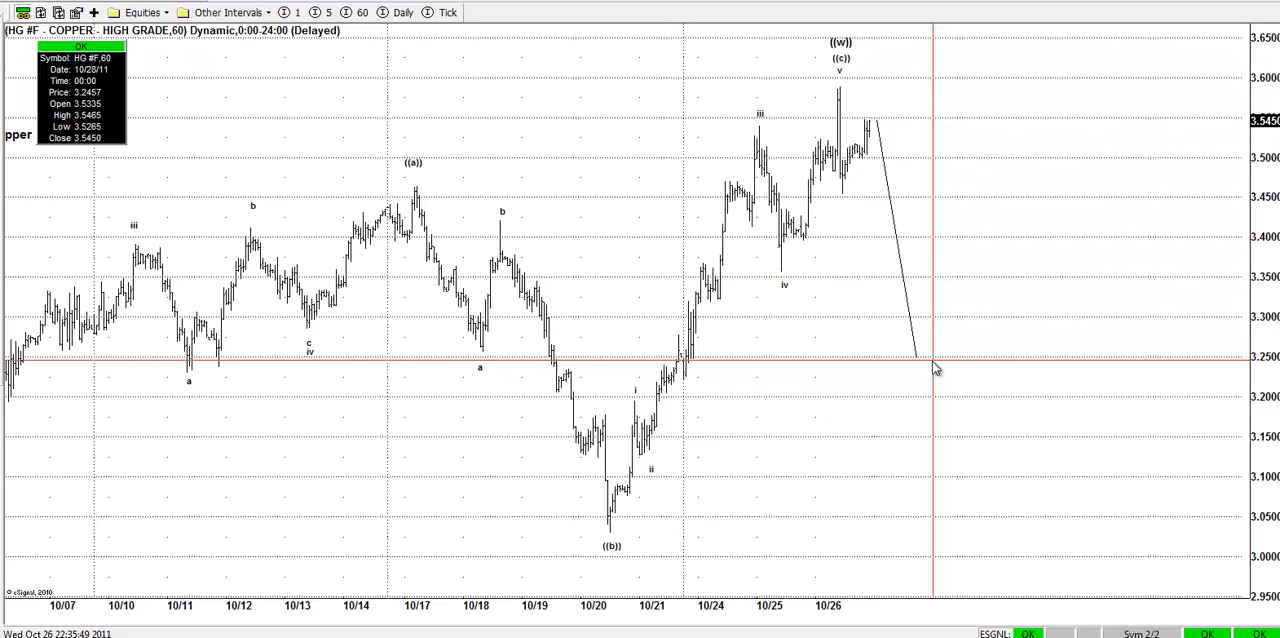 Equities Other Intervals 1 5 60 Daily Tick
(HG #F - COPPER - HIGH GRADE,60) Dynamic,0:00-24:00 (Delayed)
OK
Symbol: HG #F,60
Date: 10/28/11
Time: 00:00
Price: 3.2457
Open 3.5335
High 3.5465
Low 3.5265
Close 3.5450
pper
((w))
((c))
v
iii
((a))
b
b
iii
iv
c
iv
a
a
i
ii
((b))
3.6500
3.6000
3.5450
3.5000
3.4500
3.4000
3.3500
3.3000
3.2500
3.2000
3.1500
3.1000
3.0500
3.0000
2.9500
© eSignal, 2010
10/07 10/10 10/11 10/12 10/13 10/14 10/17 10/18 10/19 10/20 10/21 10/24 10/25 10/26
Wed Oct 26 22:35:49 2011 ESGNL: OK Sym 2/2 OK OK